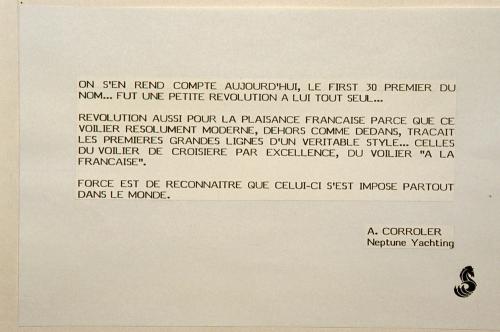 ON S'EN REND COMPTE AUJOURD'HUI, LE FIRST 30 PREMIER DU
NOM... FUT UNE PETITE REVOLUTION A LUI TOUT SEUL...
REVOLUTION AUSSI POUR LA PLAISANCE FRANCAISE PARCE QUE CE
VOILIER RESOLUMENT MODERNE, DEHORS COMME DEDANS, TRACAIT
LES PREMIERES GRANDES LIGNES D'UN VERITABLE STYLE... CELLES
DU VOILIER DE CROISIERE PAR EXCELLENCE, DU VOILIER "A LA
FRANCAISE".
FORCE EST DE RECONNAITRE QUE CELUI-CI S'EST IMPOSE PARTOUT
DANS LE MONDE.
A. CORROLER
Neptune Yachting